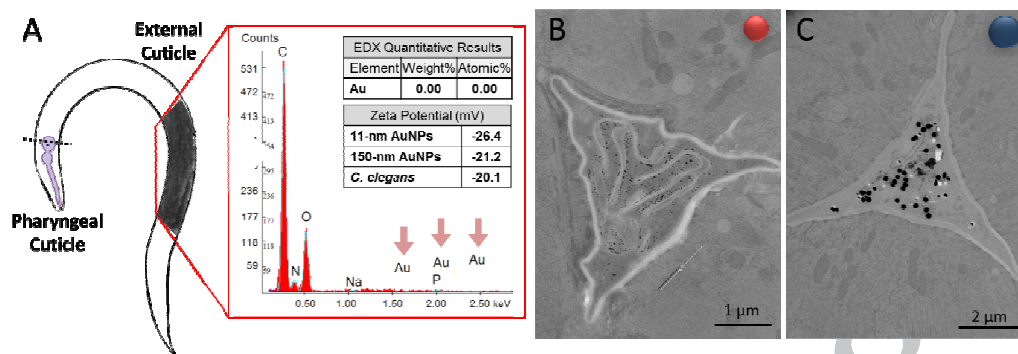 A
External
Cuticle
Pharyngeal
Cuticle
Counts
C
531
472
413
236
177
118
59
O
N
Na
Au
Au
Au
P
0.50
1.00
1.50
2.00
2.50
keV
EDX Quantitative Results
Element Weight% Atomic%
Au 0.00 0.00
Zeta Potential (mV)
11-nm AuNPs -26.4
150-nm AuNPs -21.2
C. elegans -20.1
B
1 µm
C
2 µm